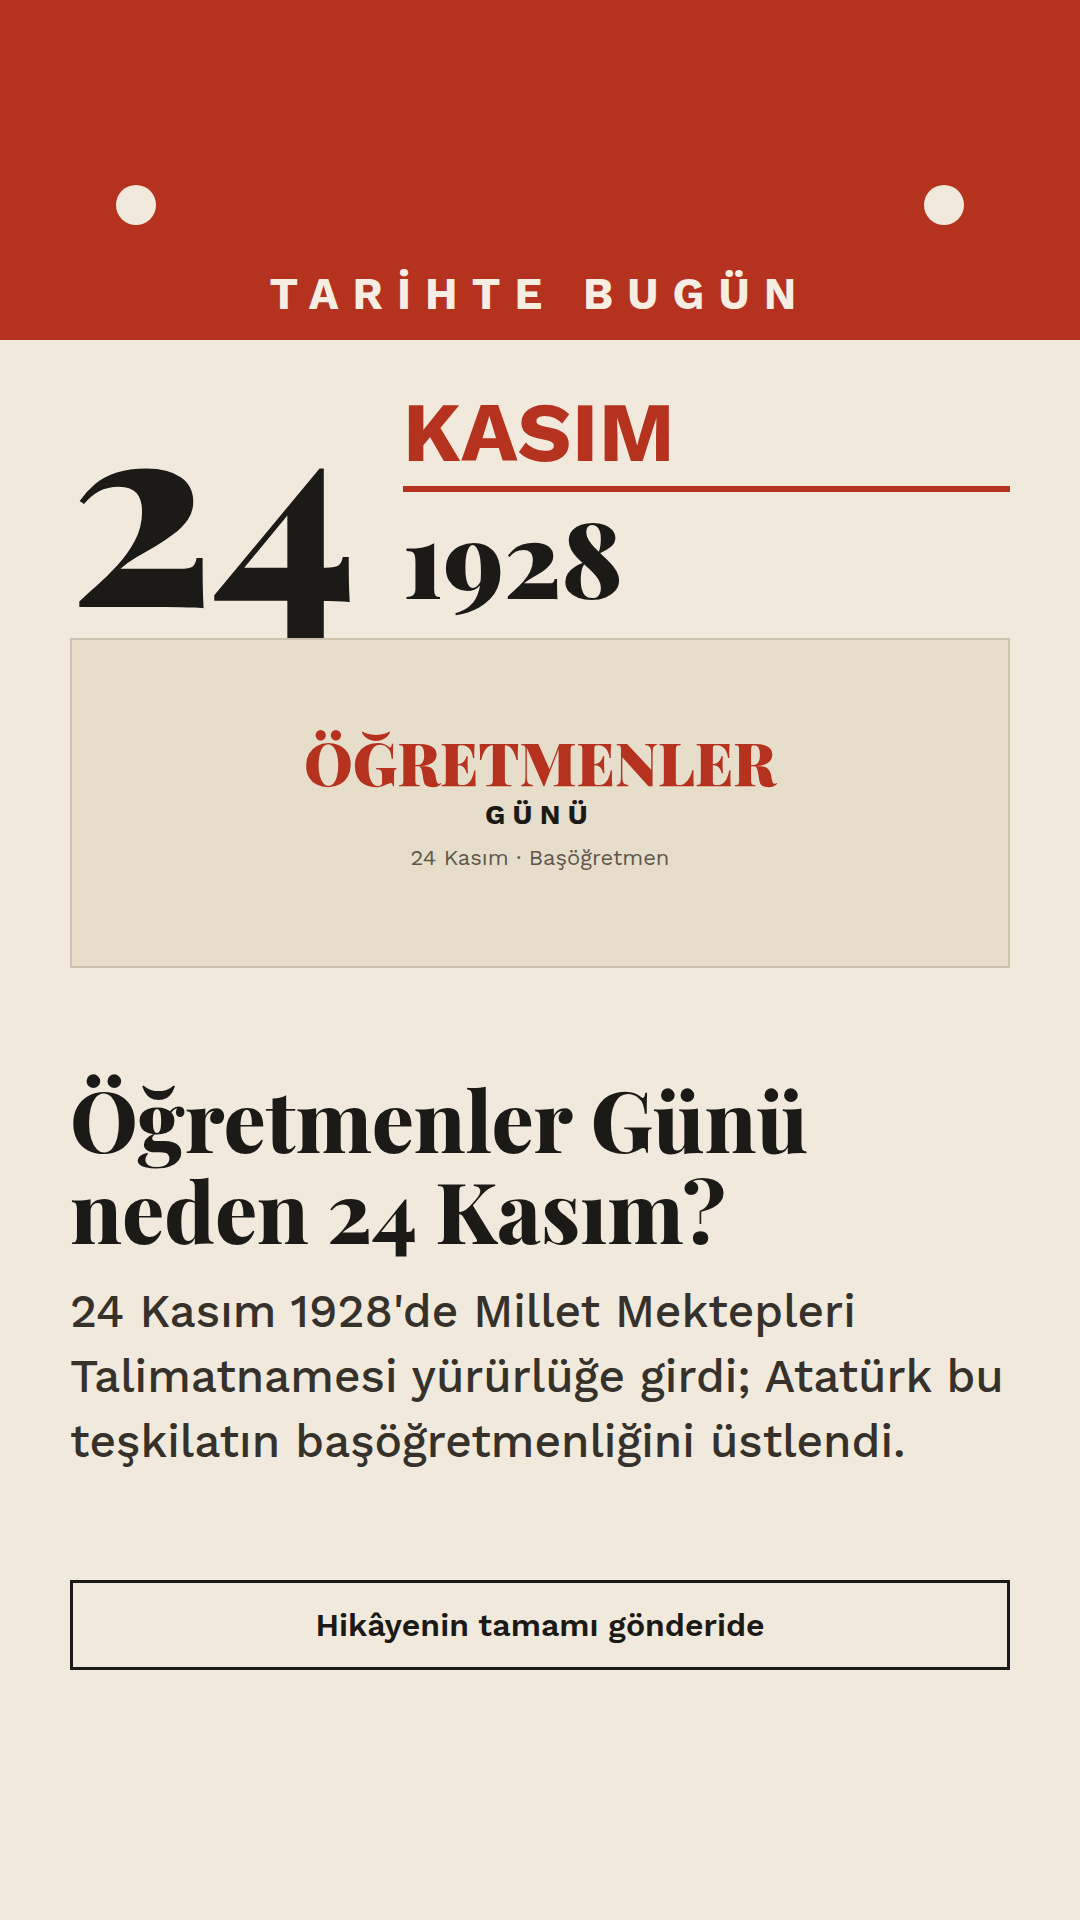 TARİHTE BUGÜN
24
KASIM
1928
ÖĞRETMENLER
GÜNÜ
24 Kasım · Başöğretmen
Öğretmenler Günü
neden 24 Kasım?
24 Kasım 1928'de Millet Mektepleri
Talimatnamesi yürürlüğe girdi; Atatürk bu
teşkilatın başöğretmenliğini üstlendi.
Hikâyenin tamamı gönderide